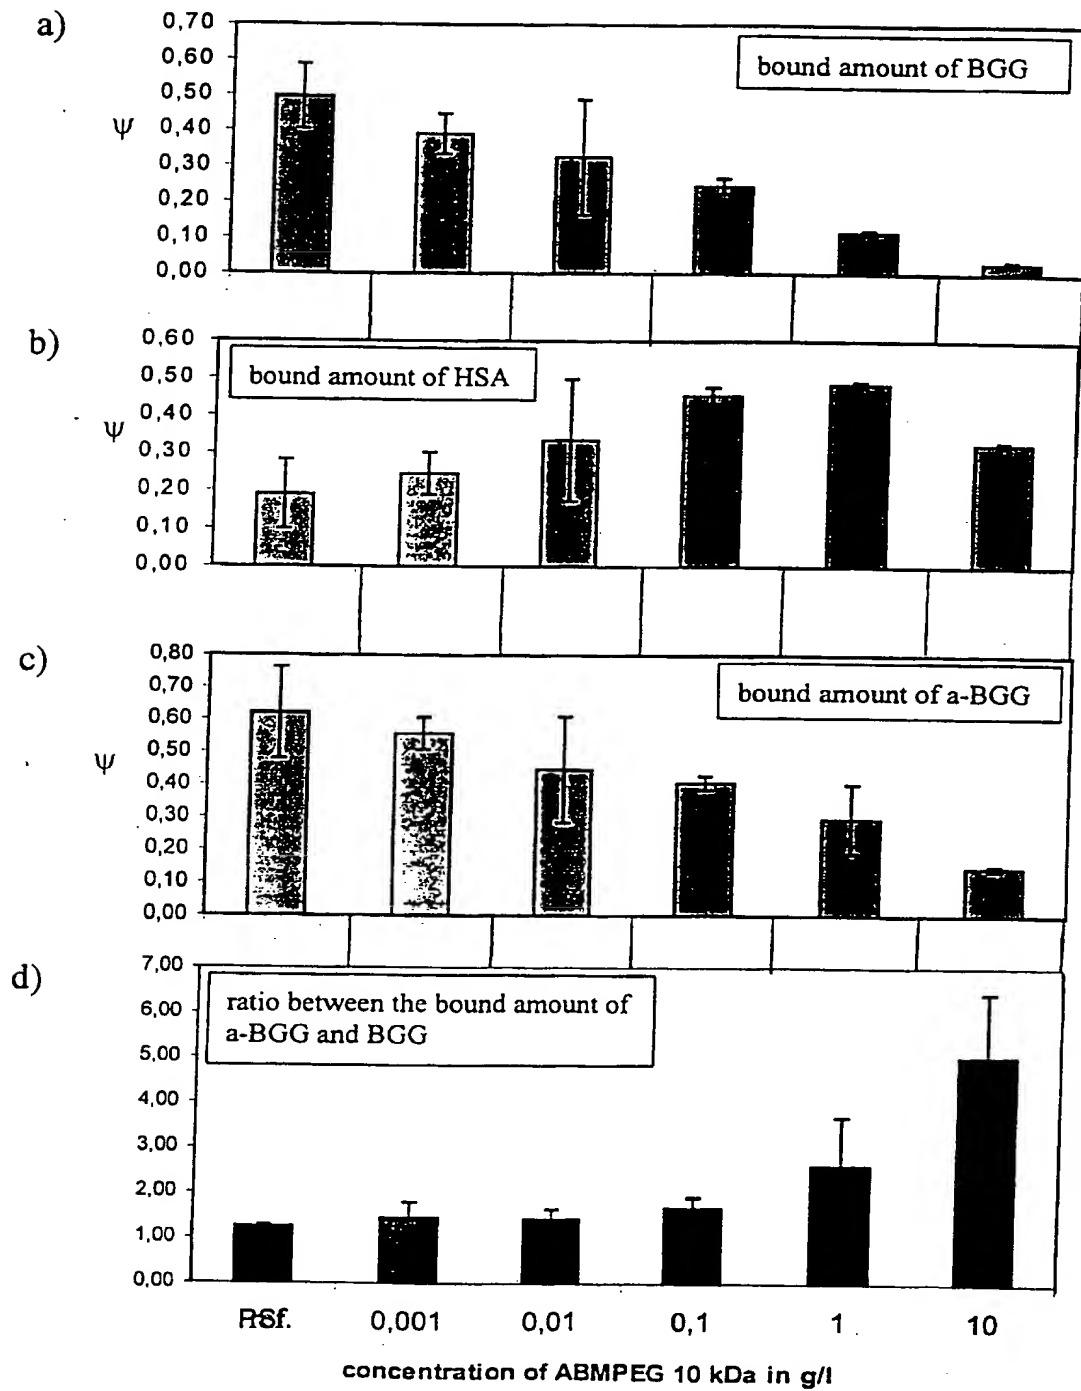 a)
0,70
0,60
0,50
0,40
0,30
0,20
0,10
0,00
ψ
bound amount of BGG
b)
0,60
0,50
0,40
0,30
0,20
0,10
0,00
ψ
bound amount of HSA
c)
0,80
0,70
0,60
0,50
0,40
0,30
0,20
0,10
0,00
ψ
bound amount of a-BGG
d)
7,00
6,00
5,00
4,00
3,00
2,00
1,00
0,00
ratio between the bound amount of
a-BGG and BGG
0,001 0,01 0,1 1 10
concentration of ABMPEG 10 kDa in g/l